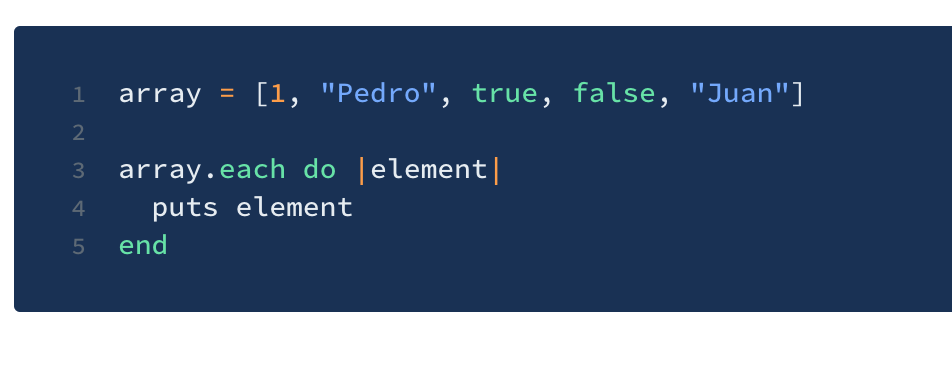 1 array = [1, "Pedro", true, false, "Juan"]
2
3 array.each do |element|
4   puts element
5 end